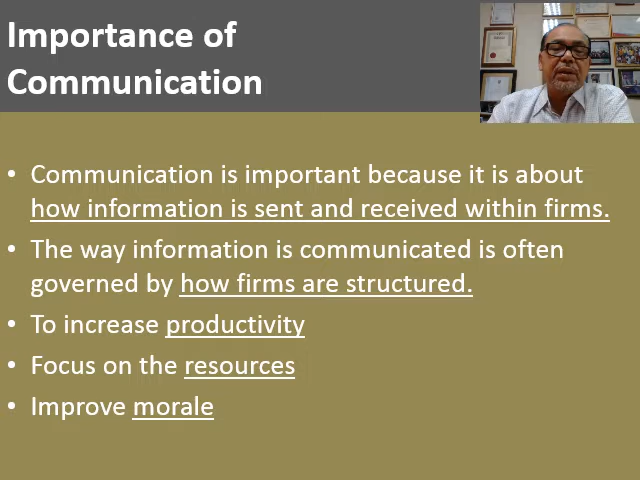 Importance of
Communication
• Communication is important because it is about
how information is sent and received within firms.
• The way information is communicated is often
governed by how firms are structured.
• To increase productivity
• Focus on the resources
• Improve morale